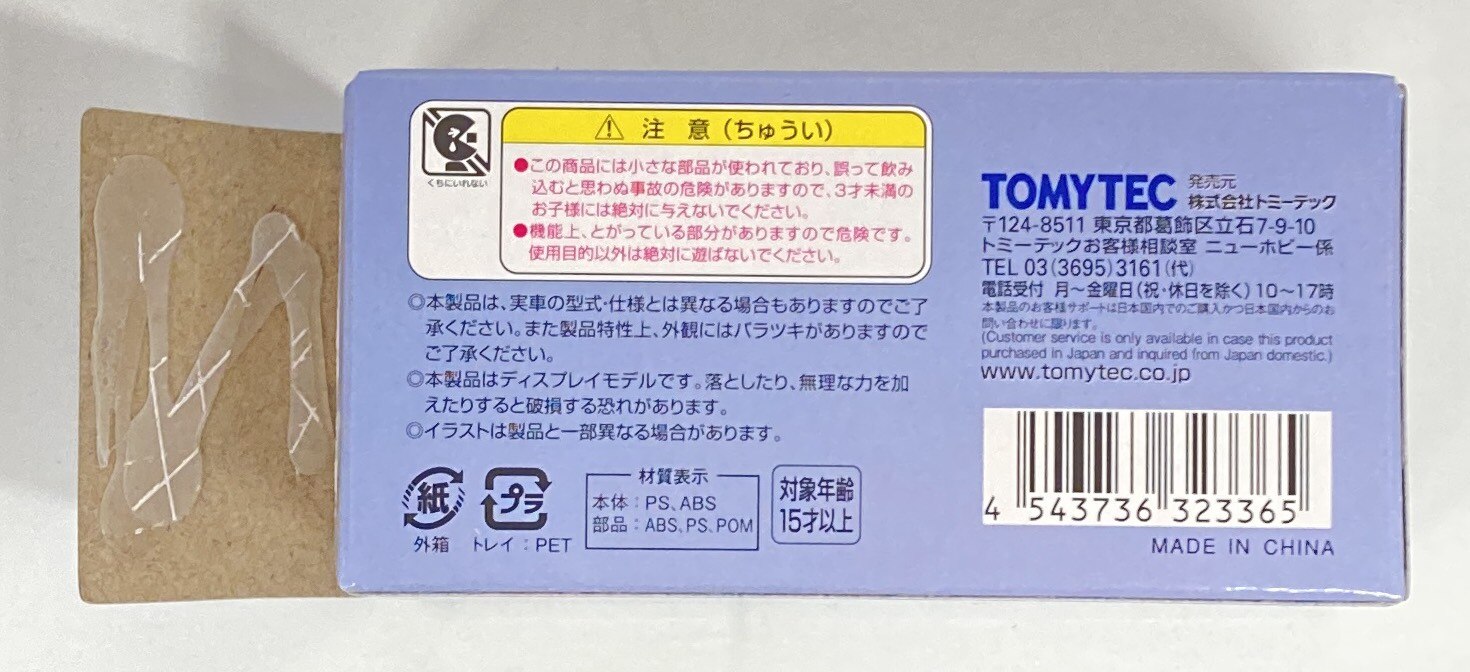 くちにいれない
⚠ 注 意 (ちゅうい)
●この商品には小さな部品が使われており、誤って飲み
込むと思わぬ事故の危険がありますので、3才未満の
お子様には絶対に与えないでください。
●機能上、とがっている部分がありますので危険です。
使用目的以外は絶対に遊ばないでください。
◎本製品は、実車の型式・仕様とは異なる場合もありますのでご了
承ください。また製品特性上、外観にはバラツキがありますので
ご了承ください。
◎本製品はディスプレイモデルです。落としたり、無理な力を加
えたりすると破損する恐れがあります。
◎イラストは製品と一部異なる場合があります。
紙
外箱
プラ
トレイ：PET
材質表示
本体：PS、ABS
部品：ABS、PS、POM
対象年齢
15才以上
TOMYTEC 発売元
株式会社トミーテック
〒124-8511 東京都葛飾区立石7-9-10
トミーテックお客様相談室 ニューホビー係
TEL 03(3695)3161(代)
電話受付 月〜金曜日(祝・休日を除く)10〜17時
本製品のお客様サポートは日本国内でのご購入かつ日本国内からのお
問い合わせに限ります。
(Customer service is only available in case this product
purchased in Japan and inquired from Japan domestic.)
www.tomytec.co.jp
4 543736 323365
MADE IN CHINA